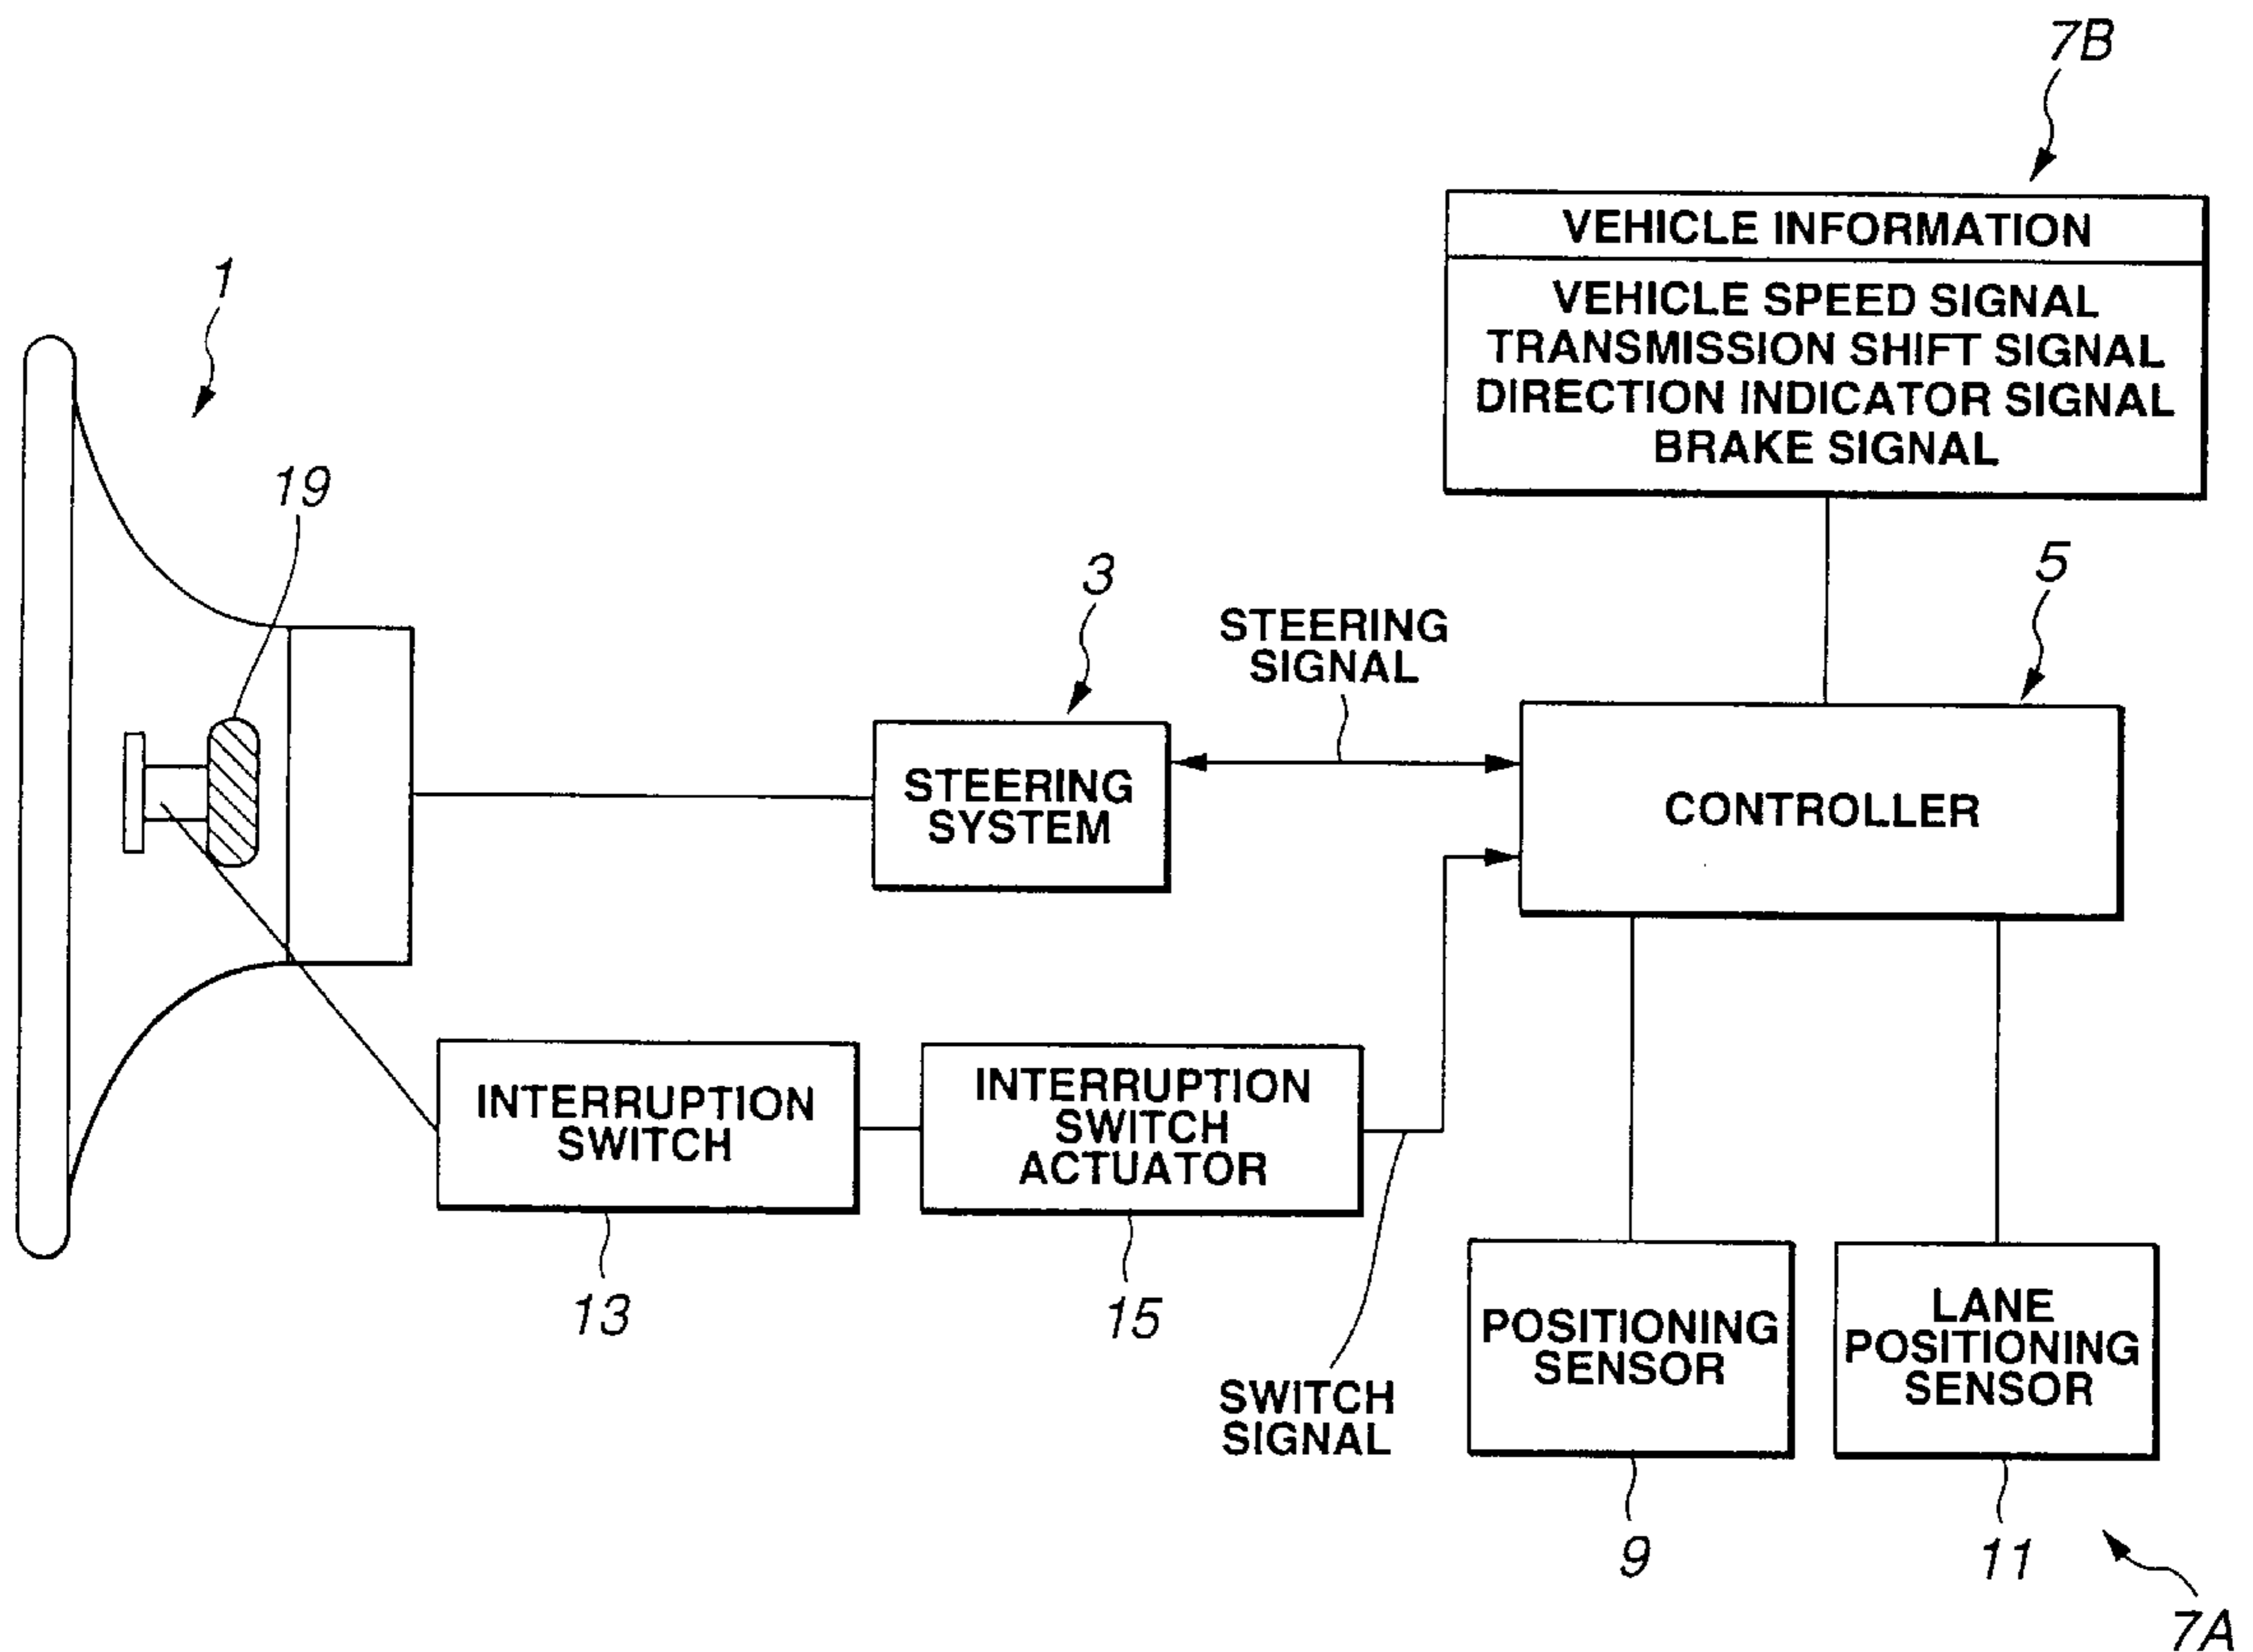 7B
VEHICLE INFORMATION
VEHICLE SPEED SIGNAL
TRANSMISSION SHIFT SIGNAL
DIRECTION INDICATOR SIGNAL
BRAKE SIGNAL
1
19
3
STEERING
SIGNAL
5
STEERING
SYSTEM
CONTROLLER
INTERRUPTION
SWITCH
INTERRUPTION
SWITCH
ACTUATOR
13
15
SWITCH
SIGNAL
POSITIONING
SENSOR
LANE
POSITIONING
SENSOR
9
11
7A